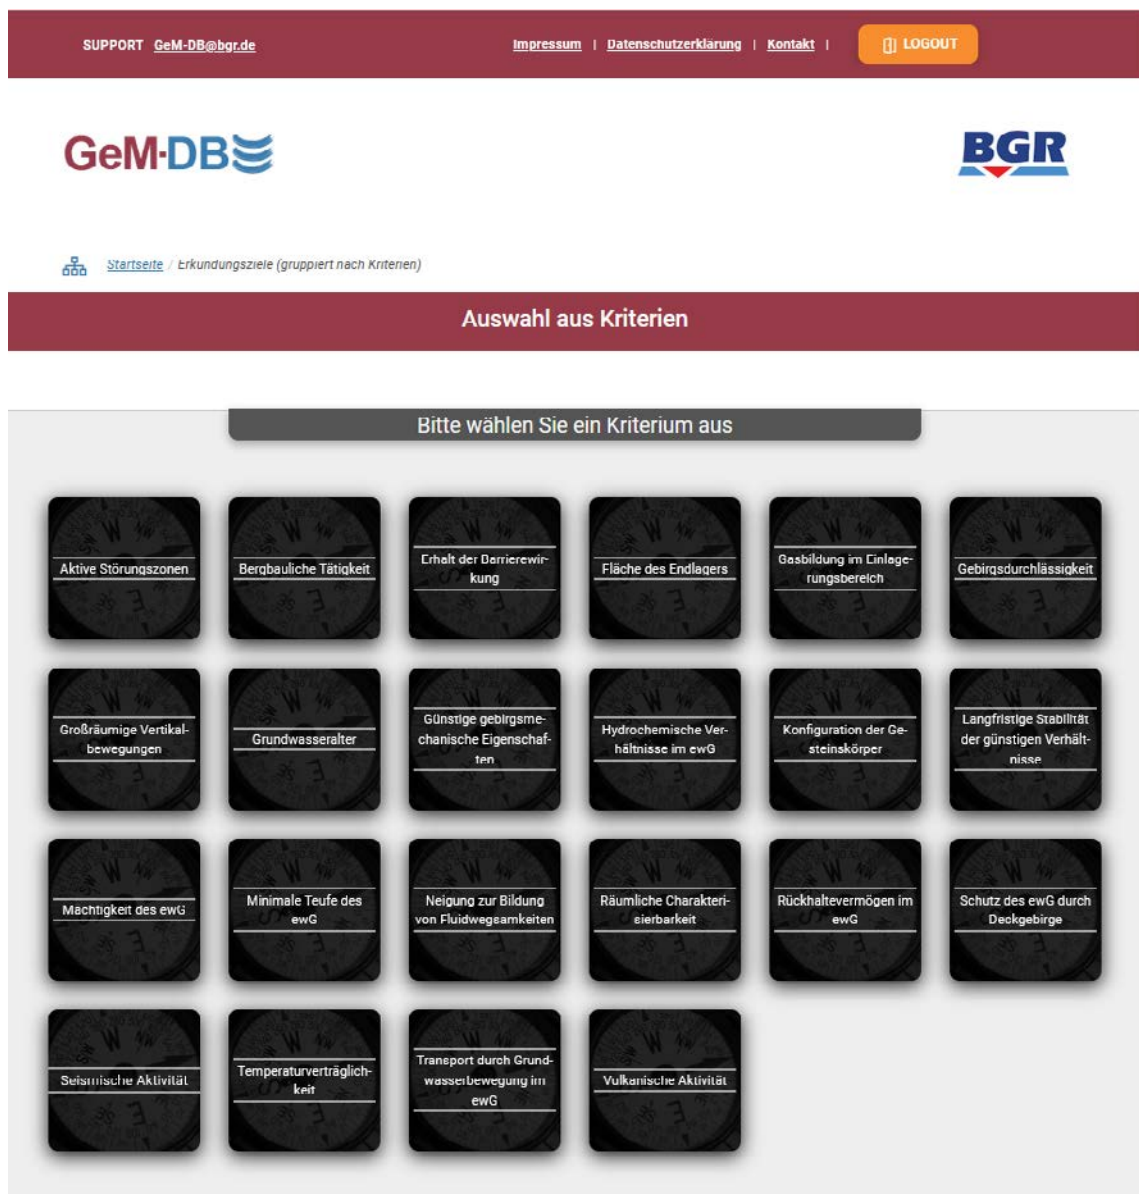 SUPPORT GeM-DB@bgr.de Impressum | Datenschutzerklärung | Kontakt | LOGOUT
GeM-DB BGR
Startseite / Erkundungsziele (gruppiert nach Kriterien)
Auswahl aus Kriterien
Bitte wählen Sie ein Kriterium aus
Aktive Störungszonen
Bergbauliche Tätigkeit
Erhalt der Barrierewir-
kung
Fläche des Endlagers
Gasbildung im Einlage-
rungsbereich
Gebirgsdurchlässigkeit
Großräumige Vertikal-
bewegungen
Grundwasseralter
Günstige gebirgsme-
chanische Eigenschaf-
ten
Hydrochemische Ver-
hältnisse im ewG
Konfiguration der Ge-
steinskörper
Langfristige Stabilität
der günstigen Verhält-
nisse
Mächtigkeit des ewG
Minimale Teufe des
ewG
Neigung zur Bildung
von Fluidwegsamkeiten
Räumliche Charakteri-
sierbarkeit
Rückhaltevermögen im
ewG
Schutz des ewG durch
Deckgebirge
Seismische Aktivität
Temperaturverträglich-
keit
Transport durch Grund-
wasserbewegung im
ewG
Vulkanische Aktivität